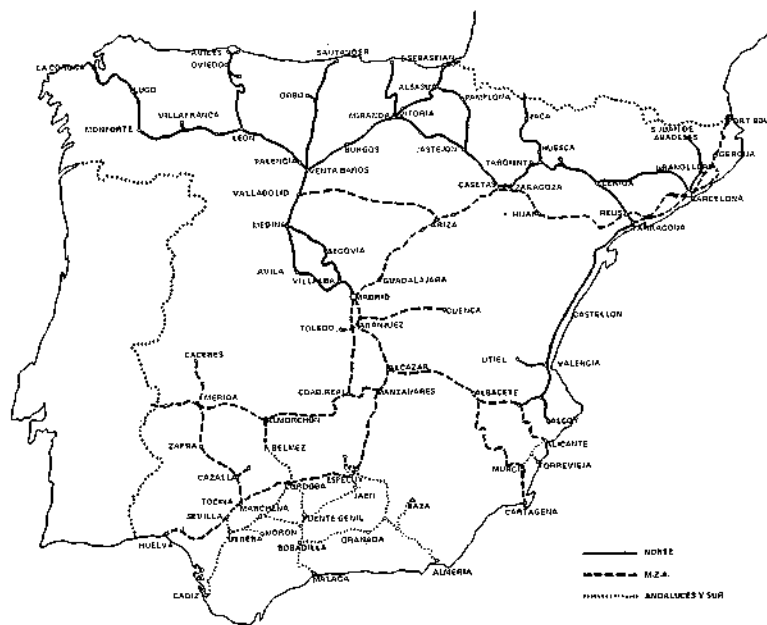 AVILES
OVIEDO
SANTANDER
S.SEBASTIAN
LA CORUÑA
LUGO
ORBO
ALSASUA
PAMPLONA
JACA
MONFORTE
VILLAFRANCA
LEON
MIRANDA
VITORIA
S.JUAN DE
ABADESAS
PORT BOU
GERONA
PALENCIA
BURGOS
CASTEJON
TARDIENTA
HUESCA
GRANOLLERS
VENTA BAÑOS
VALLADOLID
CASETAS
ZARAGOZA
LERIDA
BARCELONA
MEDINA
ARIZA
HIJAR
REUS
TARRAGONA
SEGOVIA
AVILA
VILLALBA
GUADALAJARA
MADRID
TOLEDO
ARANJUEZ
CUENCA
CASTELLON
CACERES
ALCAZAR
UTIEL
VALENCIA
MERIDA
CDAD.REAL
MANZANARES
ALBACETE
ALMORCHON
ALCOY
ZAFRA
BELMEZ
ALICANTE
CAZALLA
ESPELUY
MURCIA
TORREVIEJA
CORDOBA
JAEN
TOCINA
MARCHENA
BAZA
CARTAGENA
SEVILLA
PUENTE GENIL
HUELVA
UTRERA
MORON
BOBADILLA
GRANADA
CADIZ
MALAGA
ALMERIA
NORTE
M.Z.A.
ANDALUCES Y SUR